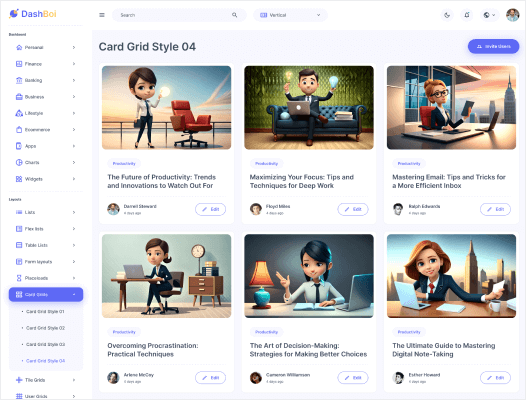 DashBoi
Search
Vertical
Dashboard
Personal
Finance
Banking
Business
Lifestyle
Ecommerce
Apps
Charts
Widgets
Layouts
Lists
Flex lists
Table Lists
Form layouts
Placeholds
Card Grids
Card Grid Style 01
Card Grid Style 02
Card Grid Style 03
Card Grid Style 04
Tile Grids
User Grids
Card Grid Style 04
Invite Users
Productivity
The Future of Productivity: Trends
and Innovations to Watch Out For
Darrell Steward
4 days ago
Edit
Productivity
Maximizing Your Focus: Tips and
Techniques for Deep Work
Floyd Miles
4 days ago
Edit
Productivity
Mastering Email: Tips and Tricks for
a More Efficient Inbox
Ralph Edwards
4 days ago
Edit
Productivity
Overcoming Procrastination:
Practical Techniques
Arlene McCoy
4 days ago
Edit
Productivity
The Art of Decision-Making:
Strategies for Making Better Choices
Cameron Williamson
4 days ago
Edit
Productivity
The Ultimate Guide to Mastering
Digital Note-Taking
Esther Howard
4 days ago
Edit